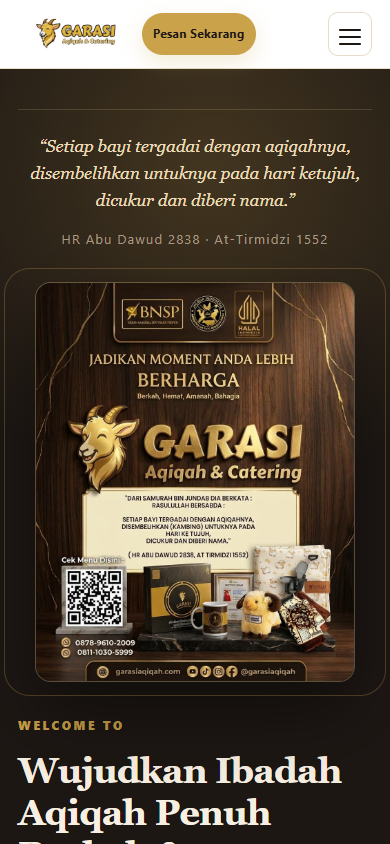 GARASI
Aqiqah & Catering
Pesan Sekarang
“Setiap bayi tergadai dengan aqiqahnya,
disembelihkan untuknya pada hari ketujuh,
dicukur dan diberi nama.”
HR Abu Dawud 2838 · At-Tirmidzi 1552
BNSP
HALAL
INDONESIA
JADIKAN MOMENT ANDA LEBIH
BERHARGA
Berkah, Hemat, Amanah, Bahagia
GARASI
Aqiqah & Catering
"DARI SAMURAH BIN JUNDAB DIA BERKATA :
RASULULLAH BERSABDA :
SETIAP BAYI TERGADAI DENGAN AQIQAHNYA,
DISEMBELIHKAN (KAMBING) UNTUKNYA PADA
HARI KE TUJUH,
DICUKUR DAN DIBERI NAMA."
( HR ABU DAWUD 2838, AT TIRMIDZI 1552)
Cek Menu Disini
0878-9610-2009
0811-1030-5999
garasiaqiqah.com
@garasiaqiqah
WELCOME TO
Wujudkan Ibadah
Aqiqah Penuh